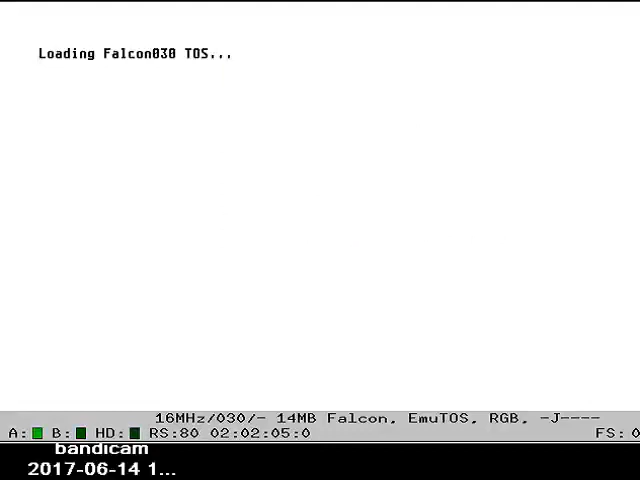 Loading Falcon030 TOS...
16MHz/030/- 14MB Falcon, EmuTOS, RGB, -J----
A: B: HD: RS:80 02:02:05:0 FS: 0
bandicam
2017-06-14 1...